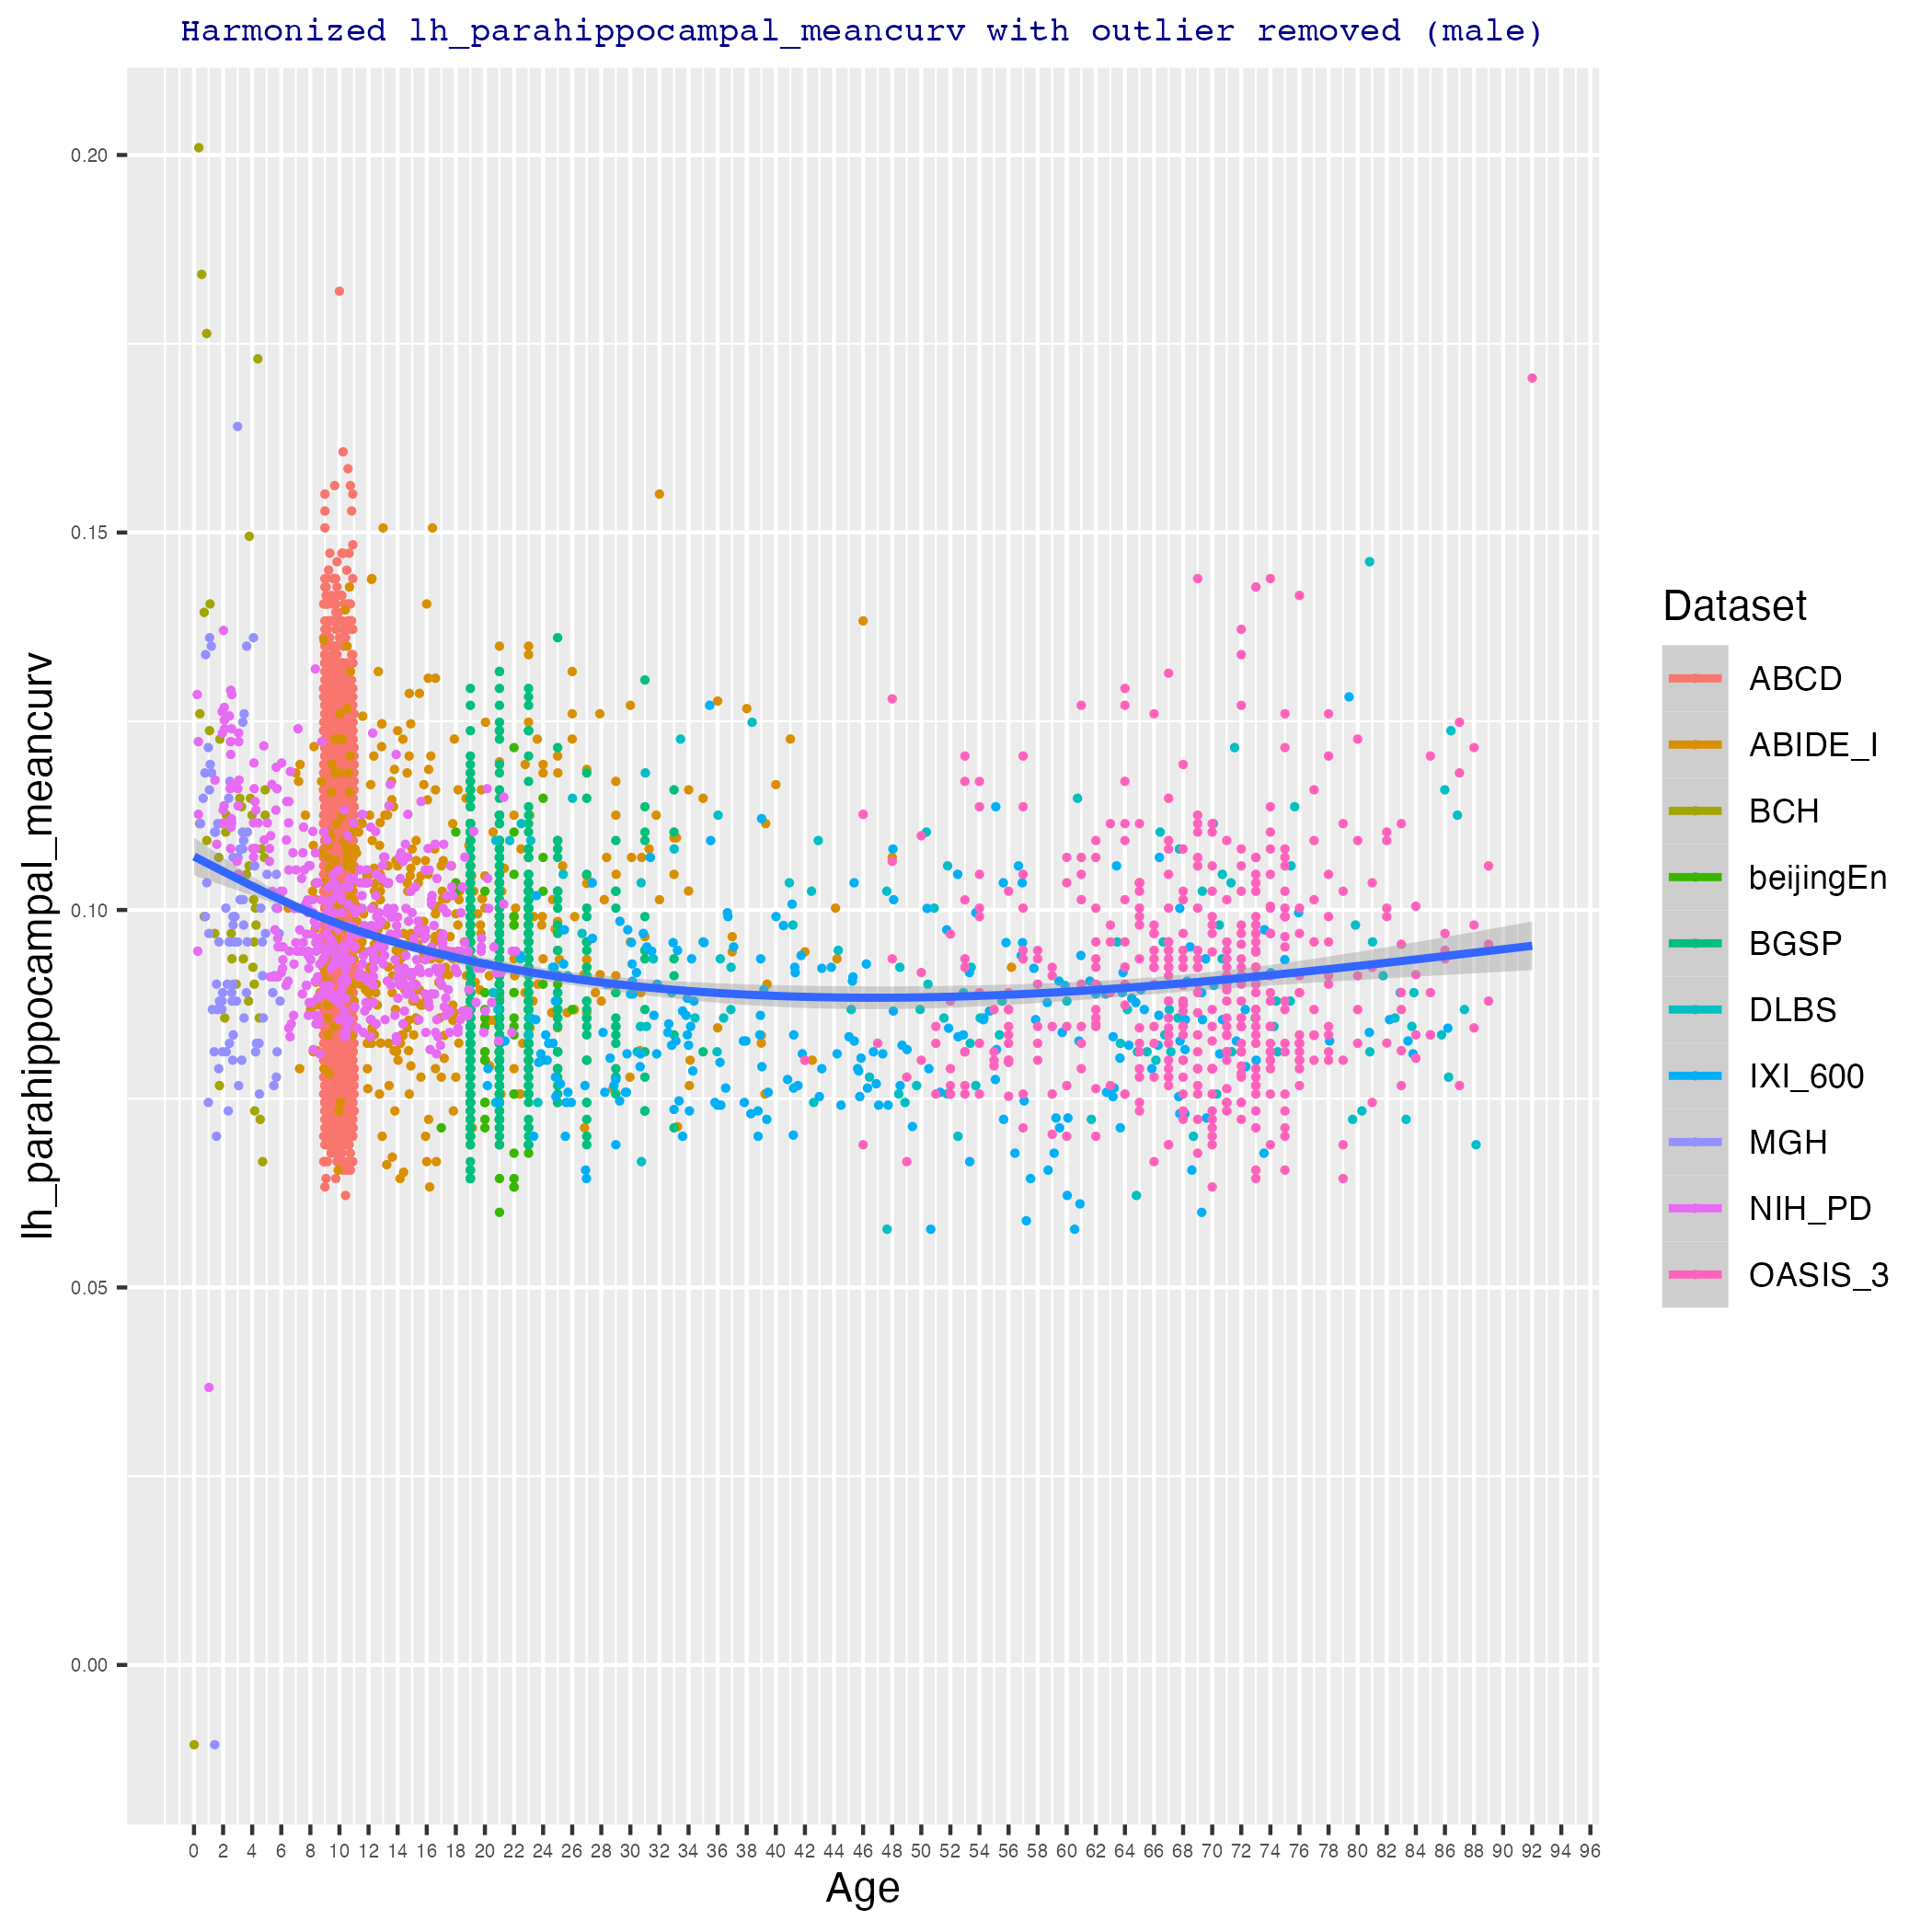 Harmonized lh_parahippocampal_meancurv with outlier removed (male)
lh_parahippocampal_meancurv
0.20
0.15
0.10
0.05
0.00
0 2 4 6 8 10 12 14 16 18 20 22 24 26 28 30 32 34 36 38 40 42 44 46 48 50 52 54 56 58 60 62 64 66 68 70 72 74 76 78 80 82 84 86 88 90 92 94 96
Age
Dataset
ABCD
ABIDE_I
BCH
beijingEn
BGSP
DLBS
IXI_600
MGH
NIH_PD
OASIS_3